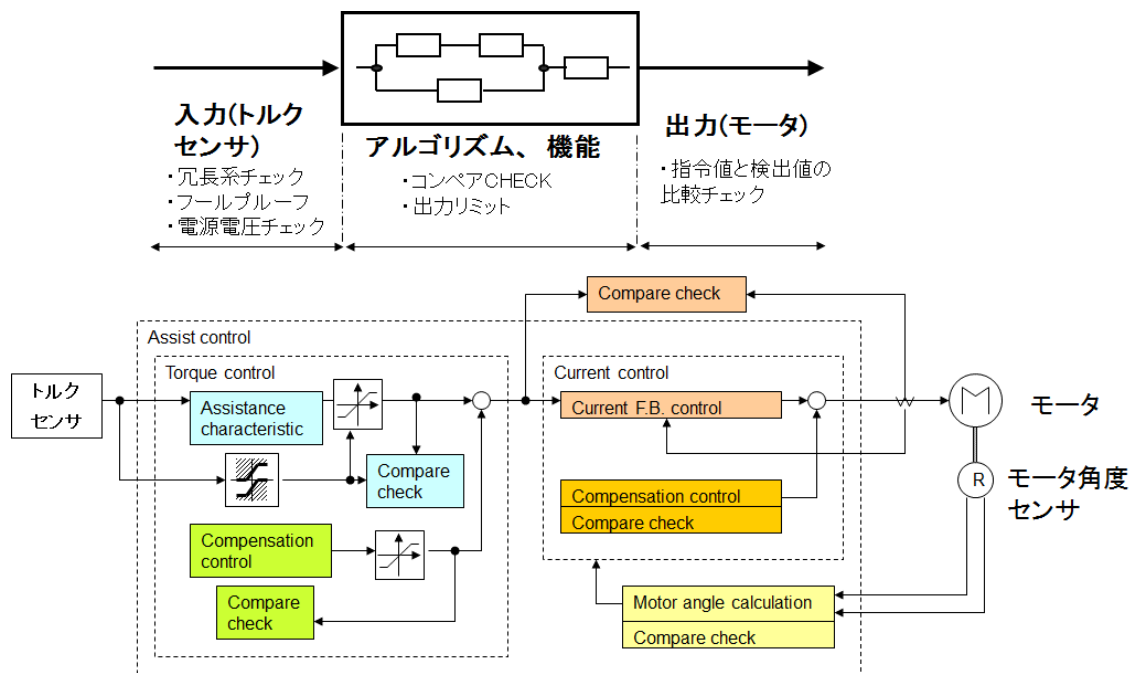 入力(トルク
センサ)
・冗長系チェック
・フールプルーフ
・電源電圧チェック
アルゴリズム、機能
・コンペアCHECK
・出力リミット
出力(モータ)
・指令値と検出値の
比較チェック
Compare check
Assist control
Torque control
Current control
トルク
センサ
Assistance
characteristic
Current F.B. control
M
モータ
Compare
check
R
モータ角度
センサ
Compensation control
Compare check
Compensation
control
Compare
check
Motor angle calculation
Compare check